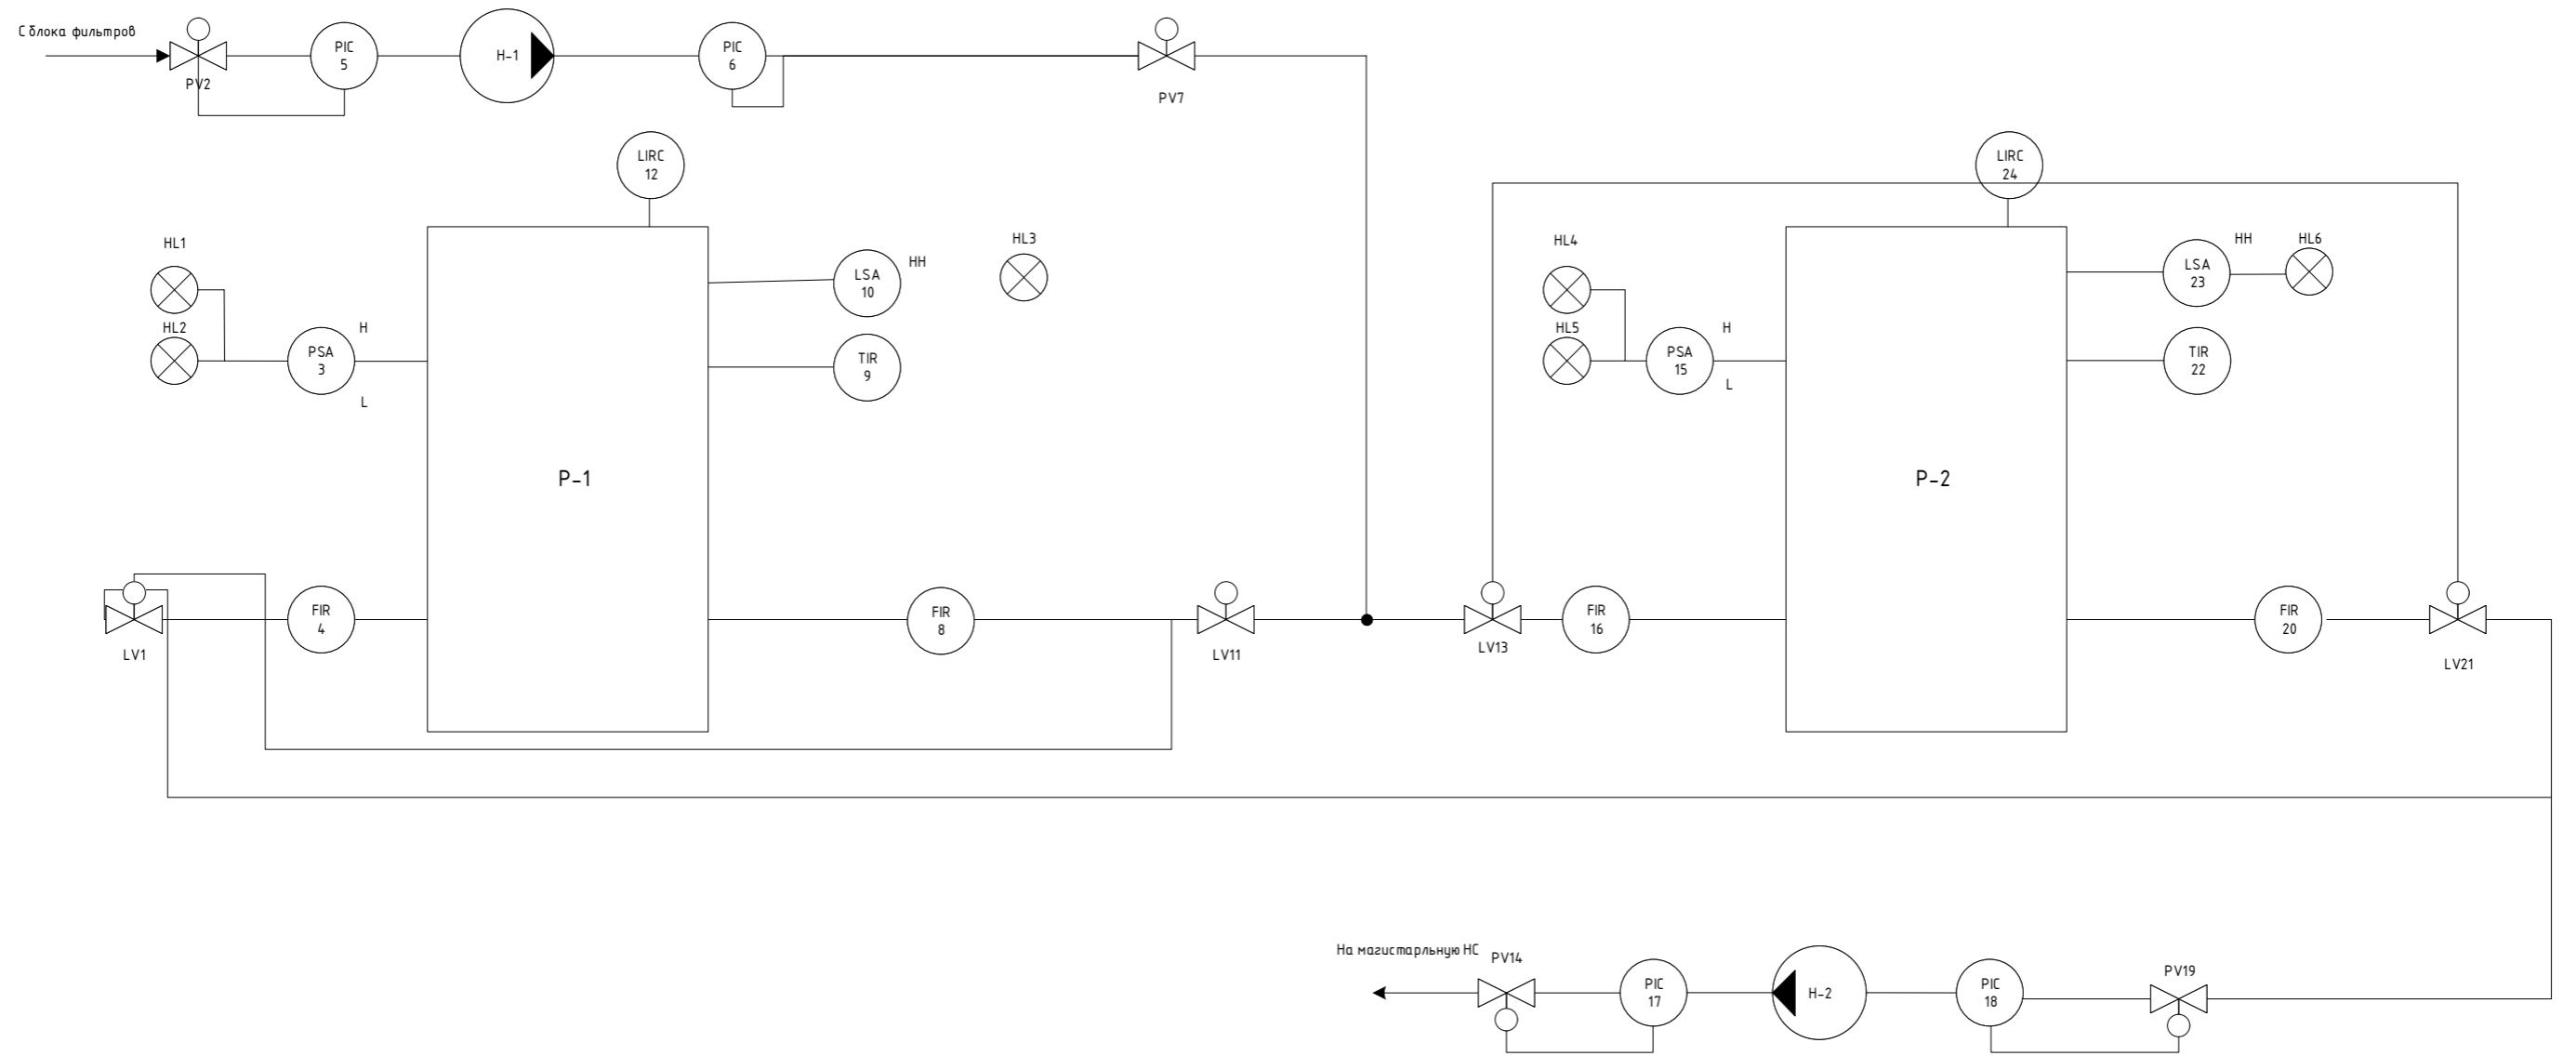 С блока фильтров
PV2
PIC
5
H-1
PIC
6
PV7
LIRC
12
LIRC
24
HL1
HL2
PSA
3
H
L
LSA
10
HH
HL3
TIR
9
HL4
HL5
PSA
15
H
L
LSA
23
HH
HL6
TIR
22
P-1
P-2
LV1
FIR
4
FIR
8
LV11
LV13
FIR
16
FIR
20
LV21
На магистарльную НС
PV14
PIC
17
H-2
PIC
18
PV19